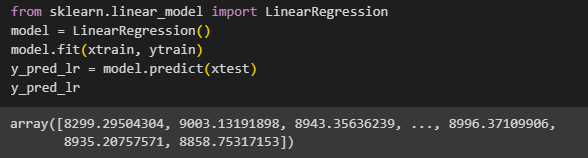 from sklearn.linear_model import LinearRegression
model = LinearRegression()
model.fit(xtrain, ytrain)
y_pred_lr = model.predict(xtest)
y_pred_lr
array([8299.29504304, 9003.13191898, 8943.35636239, ..., 8996.37109906,
8935.20757571, 8858.75317153])